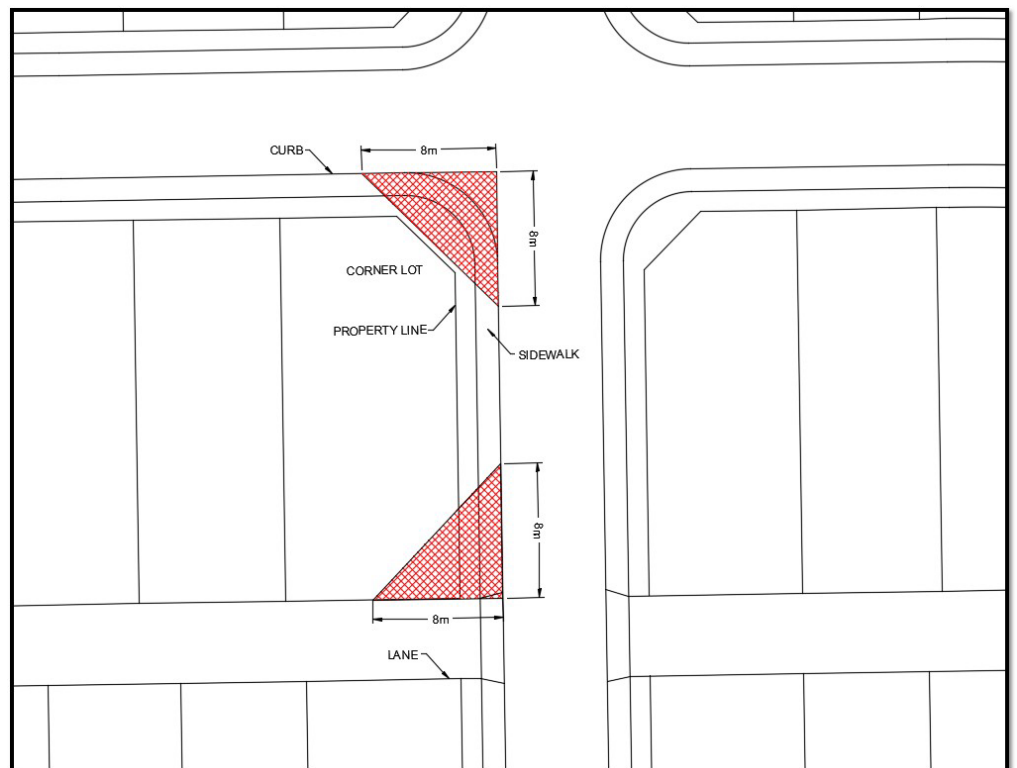 CURB
8m
8m
CORNER LOT
PROPERTY LINE
SIDEWALK
8m
8m
LANE